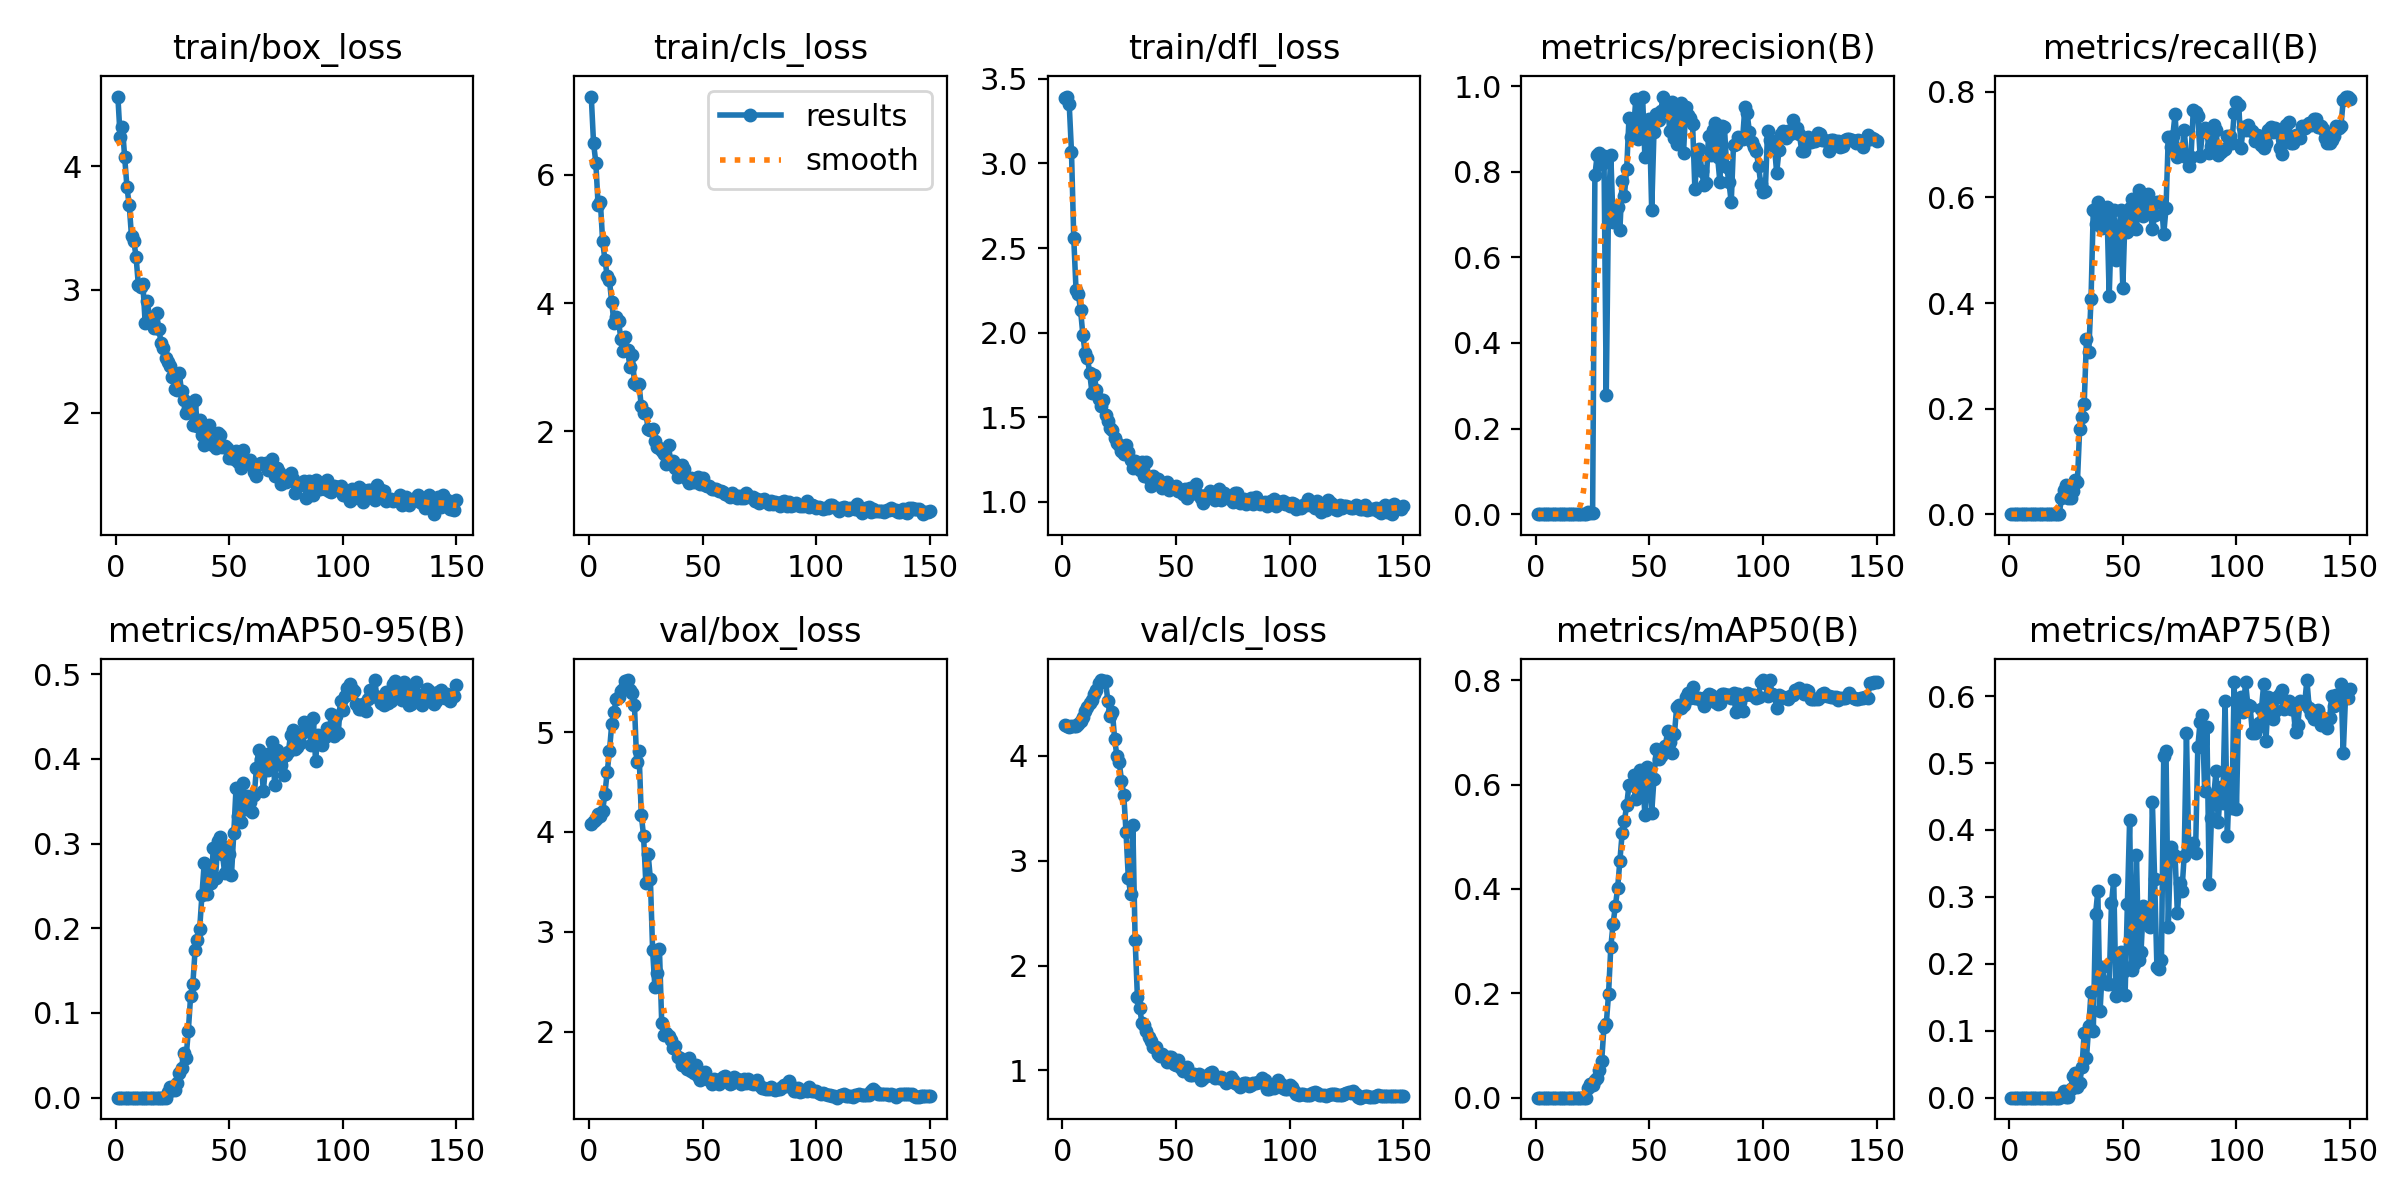 train/box_loss
4
3
2
0 50 100 150
train/cls_loss
results
smooth
6
4
2
0 50 100 150
train/dfl_loss
3.5
3.0
2.5
2.0
1.5
1.0
0 50 100 150
metrics/precision(B)
1.0
0.8
0.6
0.4
0.2
0.0
0 50 100 150
metrics/recall(B)
0.8
0.6
0.4
0.2
0.0
0 50 100 150
metrics/mAP50-95(B)
0.5
0.4
0.3
0.2
0.1
0.0
0 50 100 150
val/box_loss
5
4
3
2
0 50 100 150
val/cls_loss
4
3
2
1
0 50 100 150
metrics/mAP50(B)
0.8
0.6
0.4
0.2
0.0
0 50 100 150
metrics/mAP75(B)
0.6
0.5
0.4
0.3
0.2
0.1
0.0
0 50 100 150